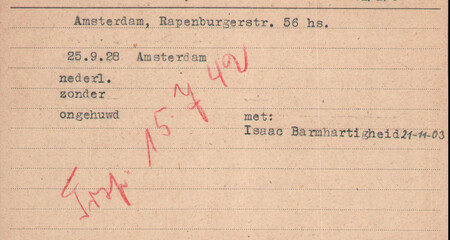 Amsterdam, Rapenburgerstr. 56 hs.
25.9.28 Amsterdam
nederl.
zonder
ongehuwd met:
Isaac Barmhartigheid 21-11-03
Trsp. 15 7 42